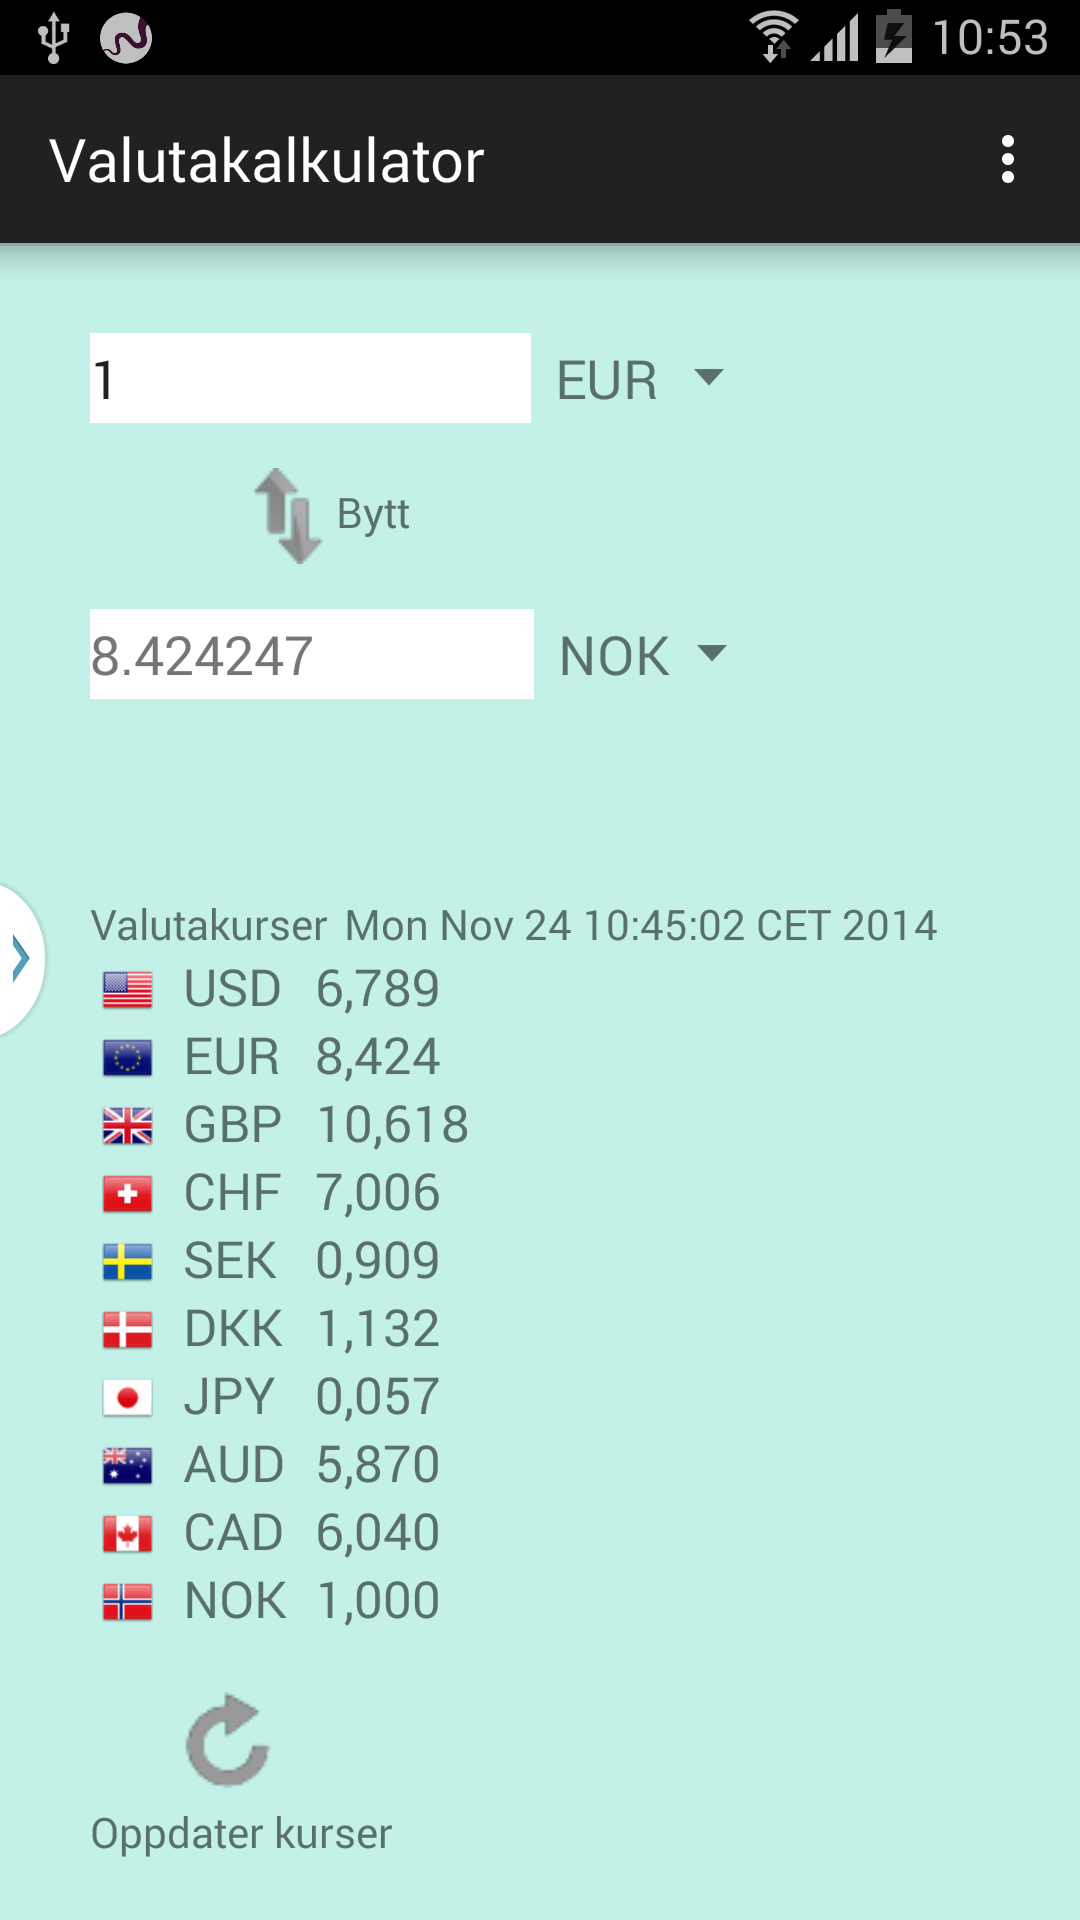 10:53
Valutakalkulator
1 EUR
Bytt
8.424247 NOK
Valutakurser Mon Nov 24 10:45:02 CET 2014
USD 6,789
EUR 8,424
GBP 10,618
CHF 7,006
SEK 0,909
DKK 1,132
JPY 0,057
AUD 5,870
CAD 6,040
NOK 1,000
Oppdater kurser